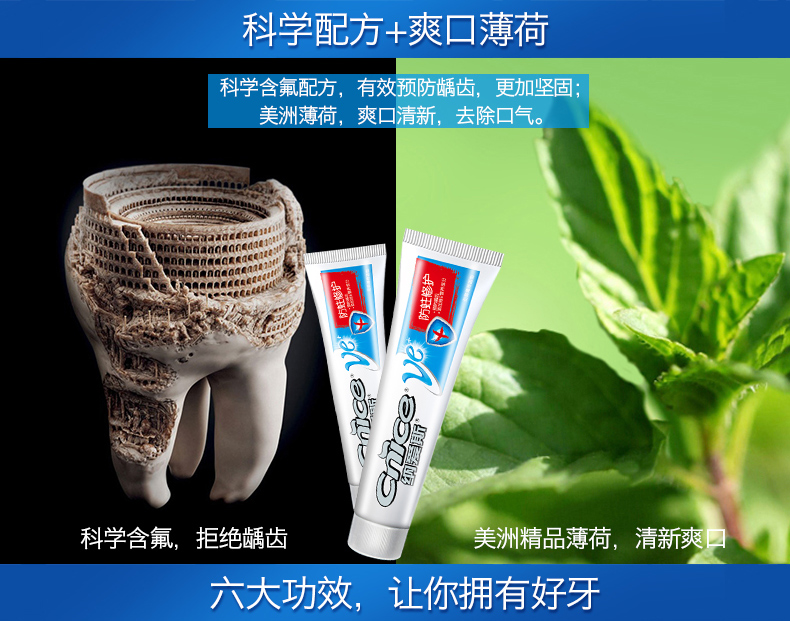 科学配方+爽口薄荷
科学含氟配方，有效预防龋齿，更加坚固；
美洲薄荷，爽口清新，去除口气。
防蛀修护
Ve
cnice
防蛀修护
Ve
cnice
纳爱斯
科学含氟，拒绝龋齿
美洲精品薄荷，清新爽口
六大功效，让你拥有好牙